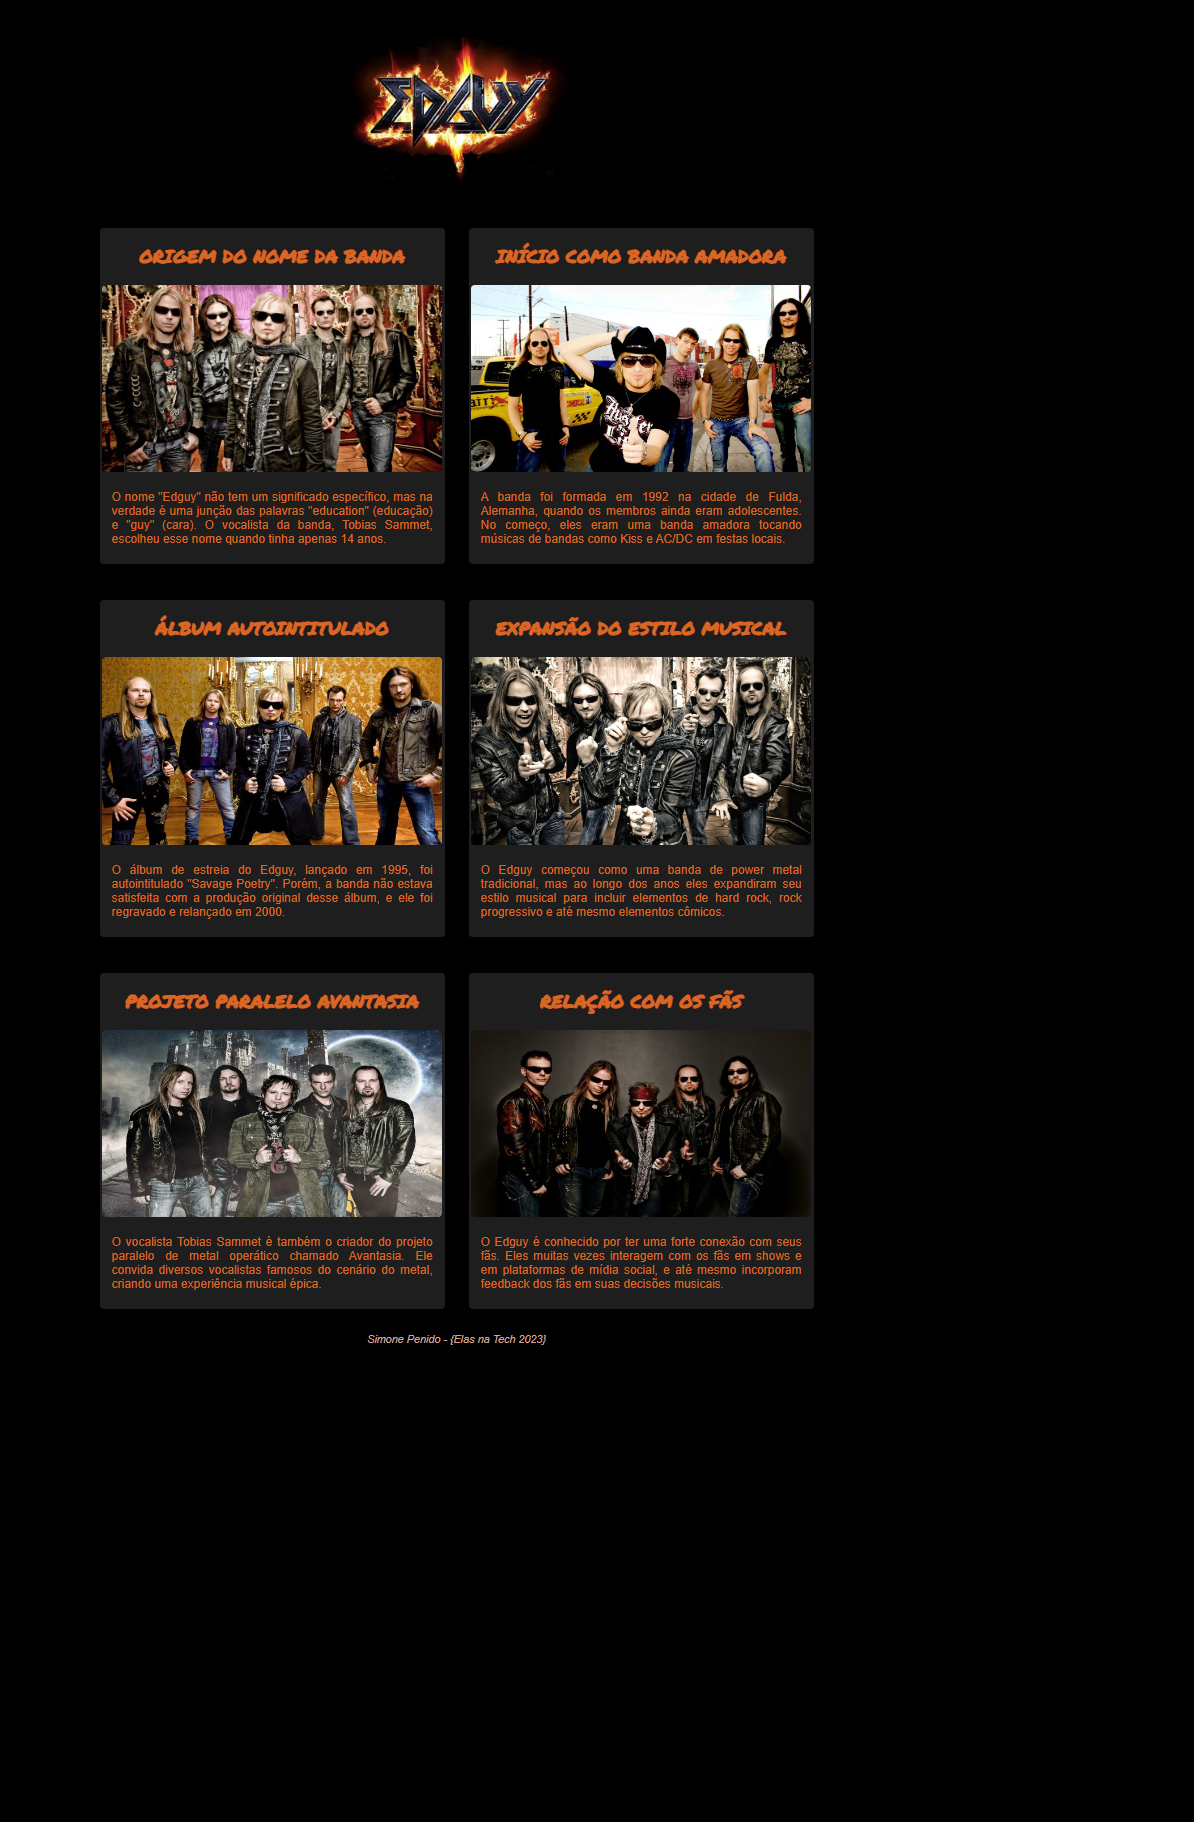 EDGUY
ORIGEM DO NOME DA BANDA
O nome "Edguy" não tem um significado específico, mas na
verdade é uma junção das palavras "education" (educação)
e "guy" (cara). O vocalista da banda, Tobias Sammet,
escolheu esse nome quando tinha apenas 14 anos.
INÍCIO COMO BANDA AMADORA
A banda foi formada em 1992 na cidade de Fulda,
Alemanha, quando os membros ainda eram adolescentes.
No começo, eles eram uma banda amadora tocando
músicas de bandas como Kiss e AC/DC em festas locais.
ÁLBUM AUTOINTITULADO
O álbum de estreia do Edguy, lançado em 1995, foi
autointitulado "Savage Poetry". Porém, a banda não estava
satisfeita com a produção original desse álbum, e ele foi
regravado e relançado em 2000.
EXPANSÃO DO ESTILO MUSICAL
O Edguy começou como uma banda de power metal
tradicional, mas ao longo dos anos eles expandiram seu
estilo musical para incluir elementos de hard rock, rock
progressivo e até mesmo elementos cômicos.
PROJETO PARALELO AVANTASIA
O vocalista Tobias Sammet é também o criador do projeto
paralelo de metal operático chamado Avantasia. Ele
convida diversos vocalistas famosos do cenário do metal,
criando uma experiência musical épica.
RELAÇÃO COM OS FÃS
O Edguy é conhecido por ter uma forte conexão com seus
fãs. Eles muitas vezes interagem com os fãs em shows e
em plataformas de mídia social, e até mesmo incorporam
feedback dos fãs em suas decisões musicais.
Simone Penido - {Elas na Tech 2023}